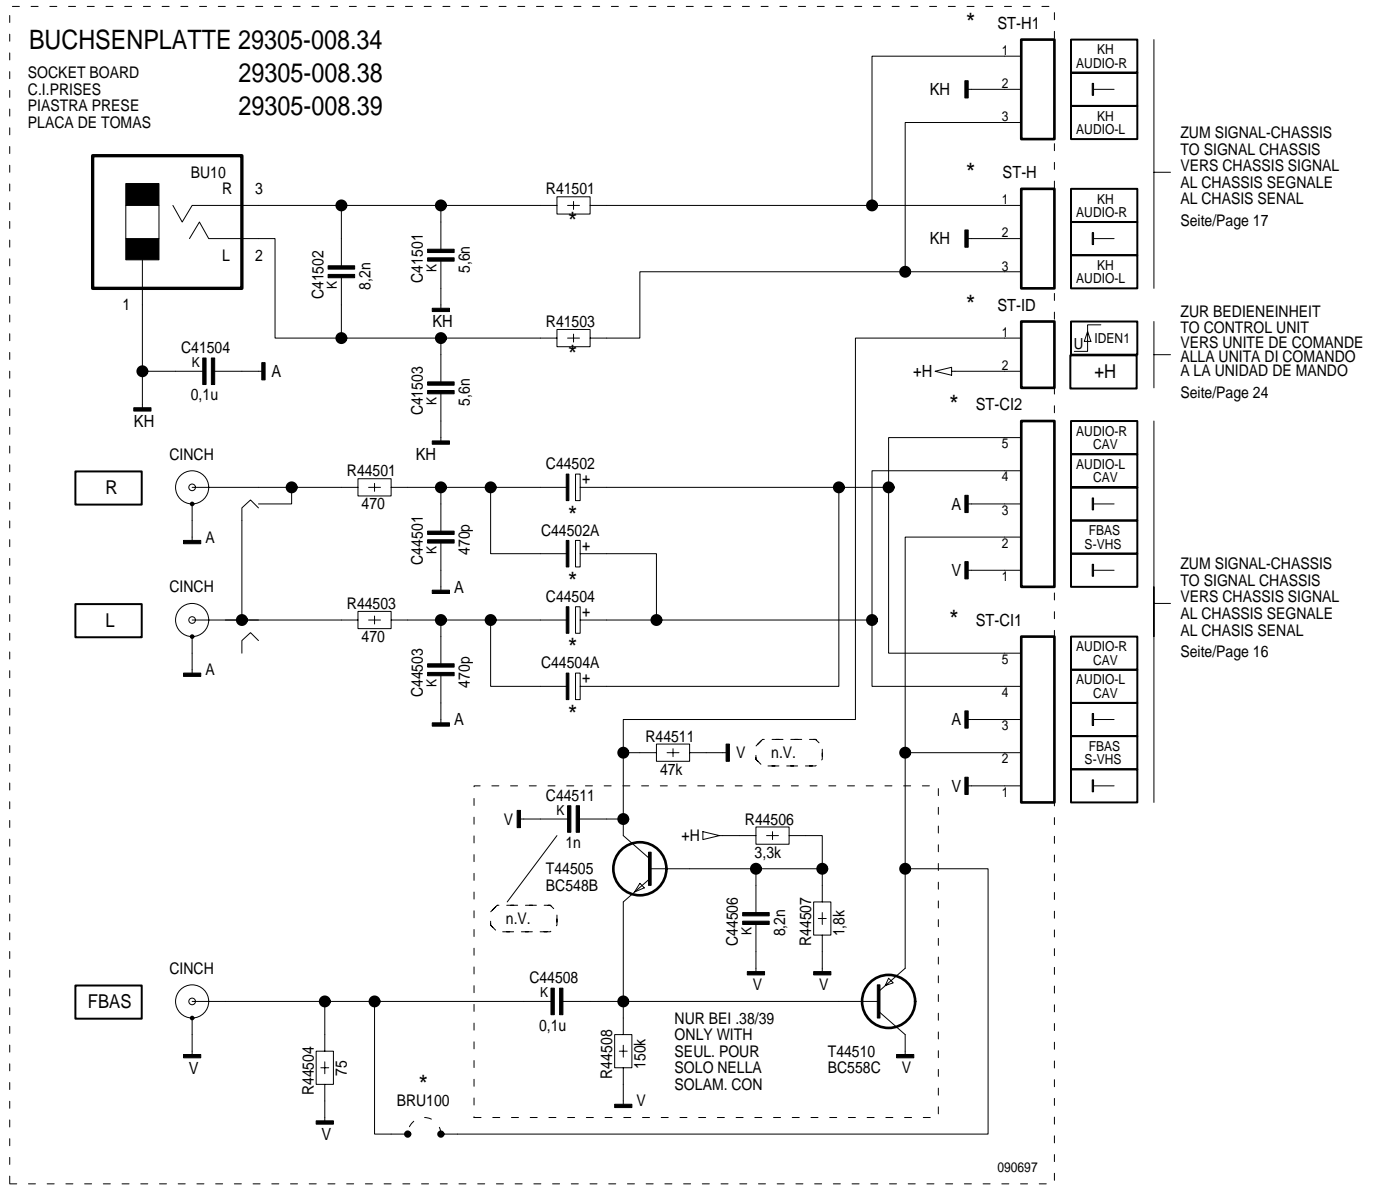 BUCHSENPLATTE 29305-008.34
SOCKET BOARD 29305-008.38
C.I.PRISES
PIASTRA PRESE 29305-008.39
PLACA DE TOMAS
* ST-H1
1 KH AUDIO-R
KH 2
3 KH AUDIO-L
ZUM SIGNAL-CHASSIS
TO SIGNAL CHASSIS
VERS CHASSIS SIGNAL
AL CHASSIS SEGNALE
AL CHASIS SENAL
Seite/Page 17
* ST-H
1 KH AUDIO-R
KH 2
3 KH AUDIO-L
BU10
R 3
L 2
1
C41502
K
8,2n
C41501
K
5,6n
KH
R41501
*
R41503
*
C41503
K
5,6n
KH
C41504
K
0,1u
A
KH
* ST-ID
1 U IDEN1
+H 2 +H
ZUR BEDIENEINHEIT
TO CONTROL UNIT
VERS UNITE DE COMANDE
ALLA UNITA DI COMANDO
A LA UNIDAD DE MANDO
Seite/Page 24
* ST-CI2
5 AUDIO-R CAV
4 AUDIO-L CAV
A 3
2 FBAS S-VHS
V 1
R
CINCH
A
R44501
470
C44501
K
470p
A
C44502
+
*
C44502A
+
*
L
CINCH
A
R44503
470
C44503
K
470p
A
C44504
+
*
C44504A
+
*
ZUM SIGNAL-CHASSIS
TO SIGNAL CHASSIS
VERS CHASSIS SIGNAL
AL CHASSIS SEGNALE
AL CHASIS SENAL
Seite/Page 16
* ST-CI1
5 AUDIO-R CAV
4 AUDIO-L CAV
A 3
2 FBAS S-VHS
V 1
R44511
47k
V
n.V.
C44511
V
K
1n
n.V.
T44505
BC548B
+H
R44506
3,3k
C44506
K
8,2n
V
R44507
1,8k
V
FBAS
CINCH
V
R44504
75
V
C44508
K
0,1u
R44508
150k
V
NUR BEI .38/39
ONLY WITH
SEUL. POUR
SOLO NELLA
SOLAM. CON
T44510
BC558C
V
*
BRU100
090697